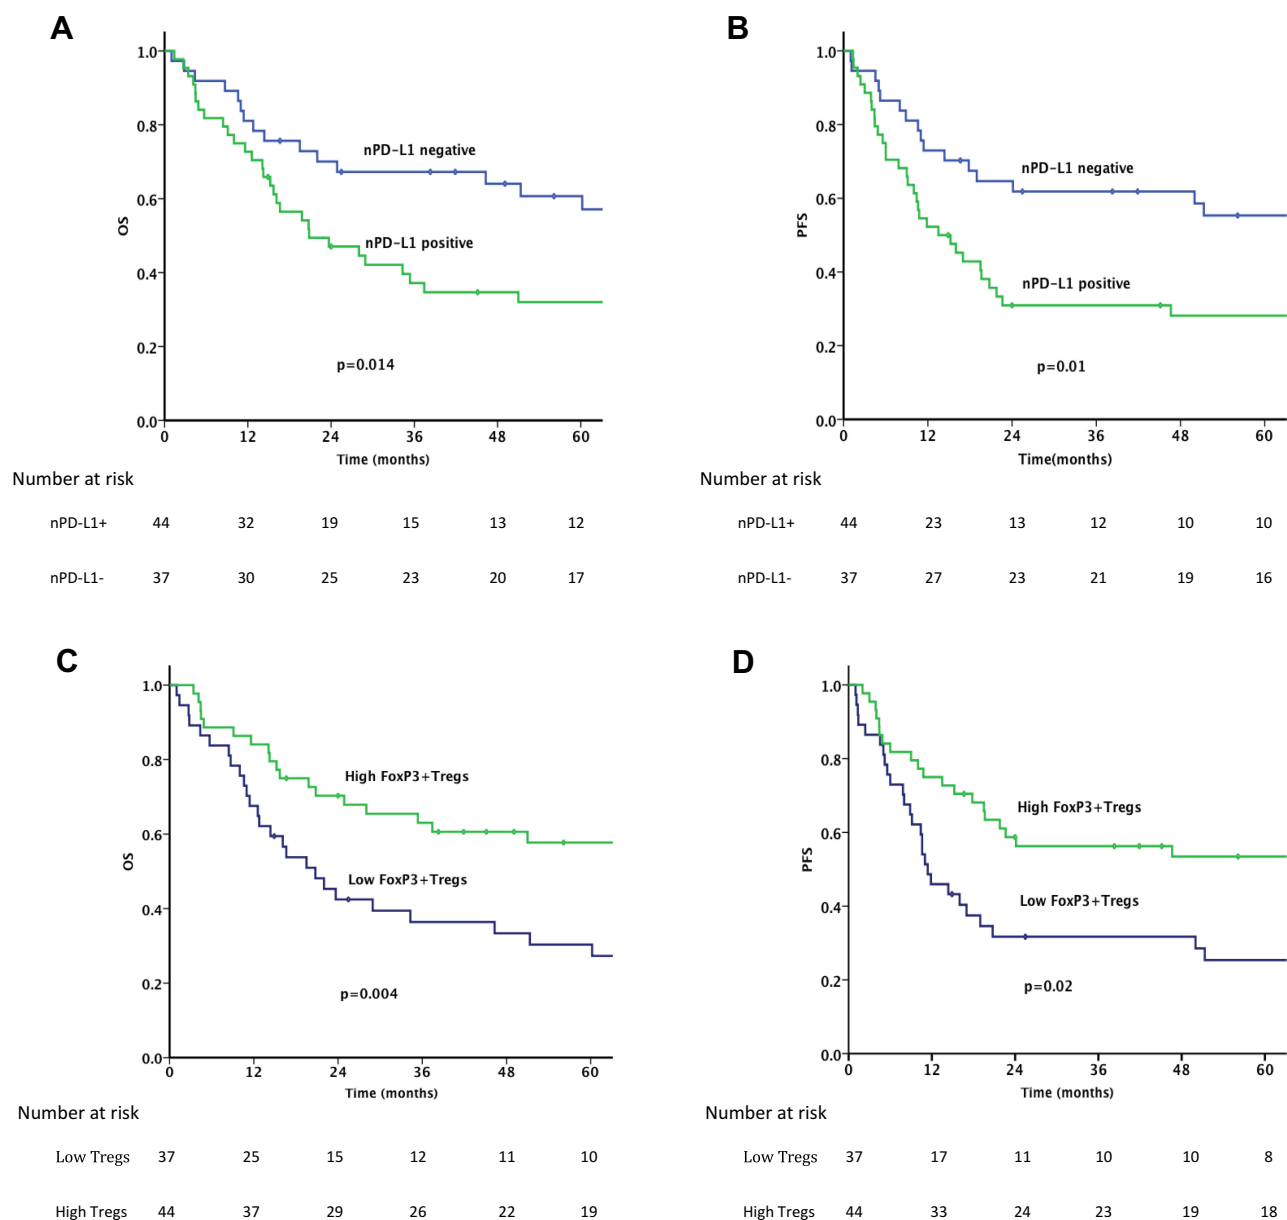 A
1.0
0.8
0.6
0.4
0.2
0.0
OS
nPD-L1 negative
nPD-L1 positive
p=0.014
0 12 24 36 48 60
Time (months)
Number at risk
nPD-L1+ 44 32 19 15 13 12
nPD-L1- 37 30 25 23 20 17
B
1.0
0.8
0.6
0.4
0.2
0.0
PFS
nPD-L1 negative
nPD-L1 positive
p=0.01
0 12 24 36 48 60
Time(months)
Number at risk
nPD-L1+ 44 23 13 12 10 10
nPD-L1- 37 27 23 21 19 16
C
1.0
0.8
0.6
0.4
0.2
0.0
OS
High FoxP3+Tregs
Low FoxP3+Tregs
p=0.004
0 12 24 36 48 60
Time (months)
Number at risk
Low Tregs 37 25 15 12 11 10
High Tregs 44 37 29 26 22 19
D
1.0
0.8
0.6
0.4
0.2
0.0
PFS
High FoxP3+Tregs
Low FoxP3+Tregs
p=0.02
0 12 24 36 48 60
Time (months)
Number at risk
Low Tregs 37 17 11 10 10 8
High Tregs 44 33 24 23 19 18